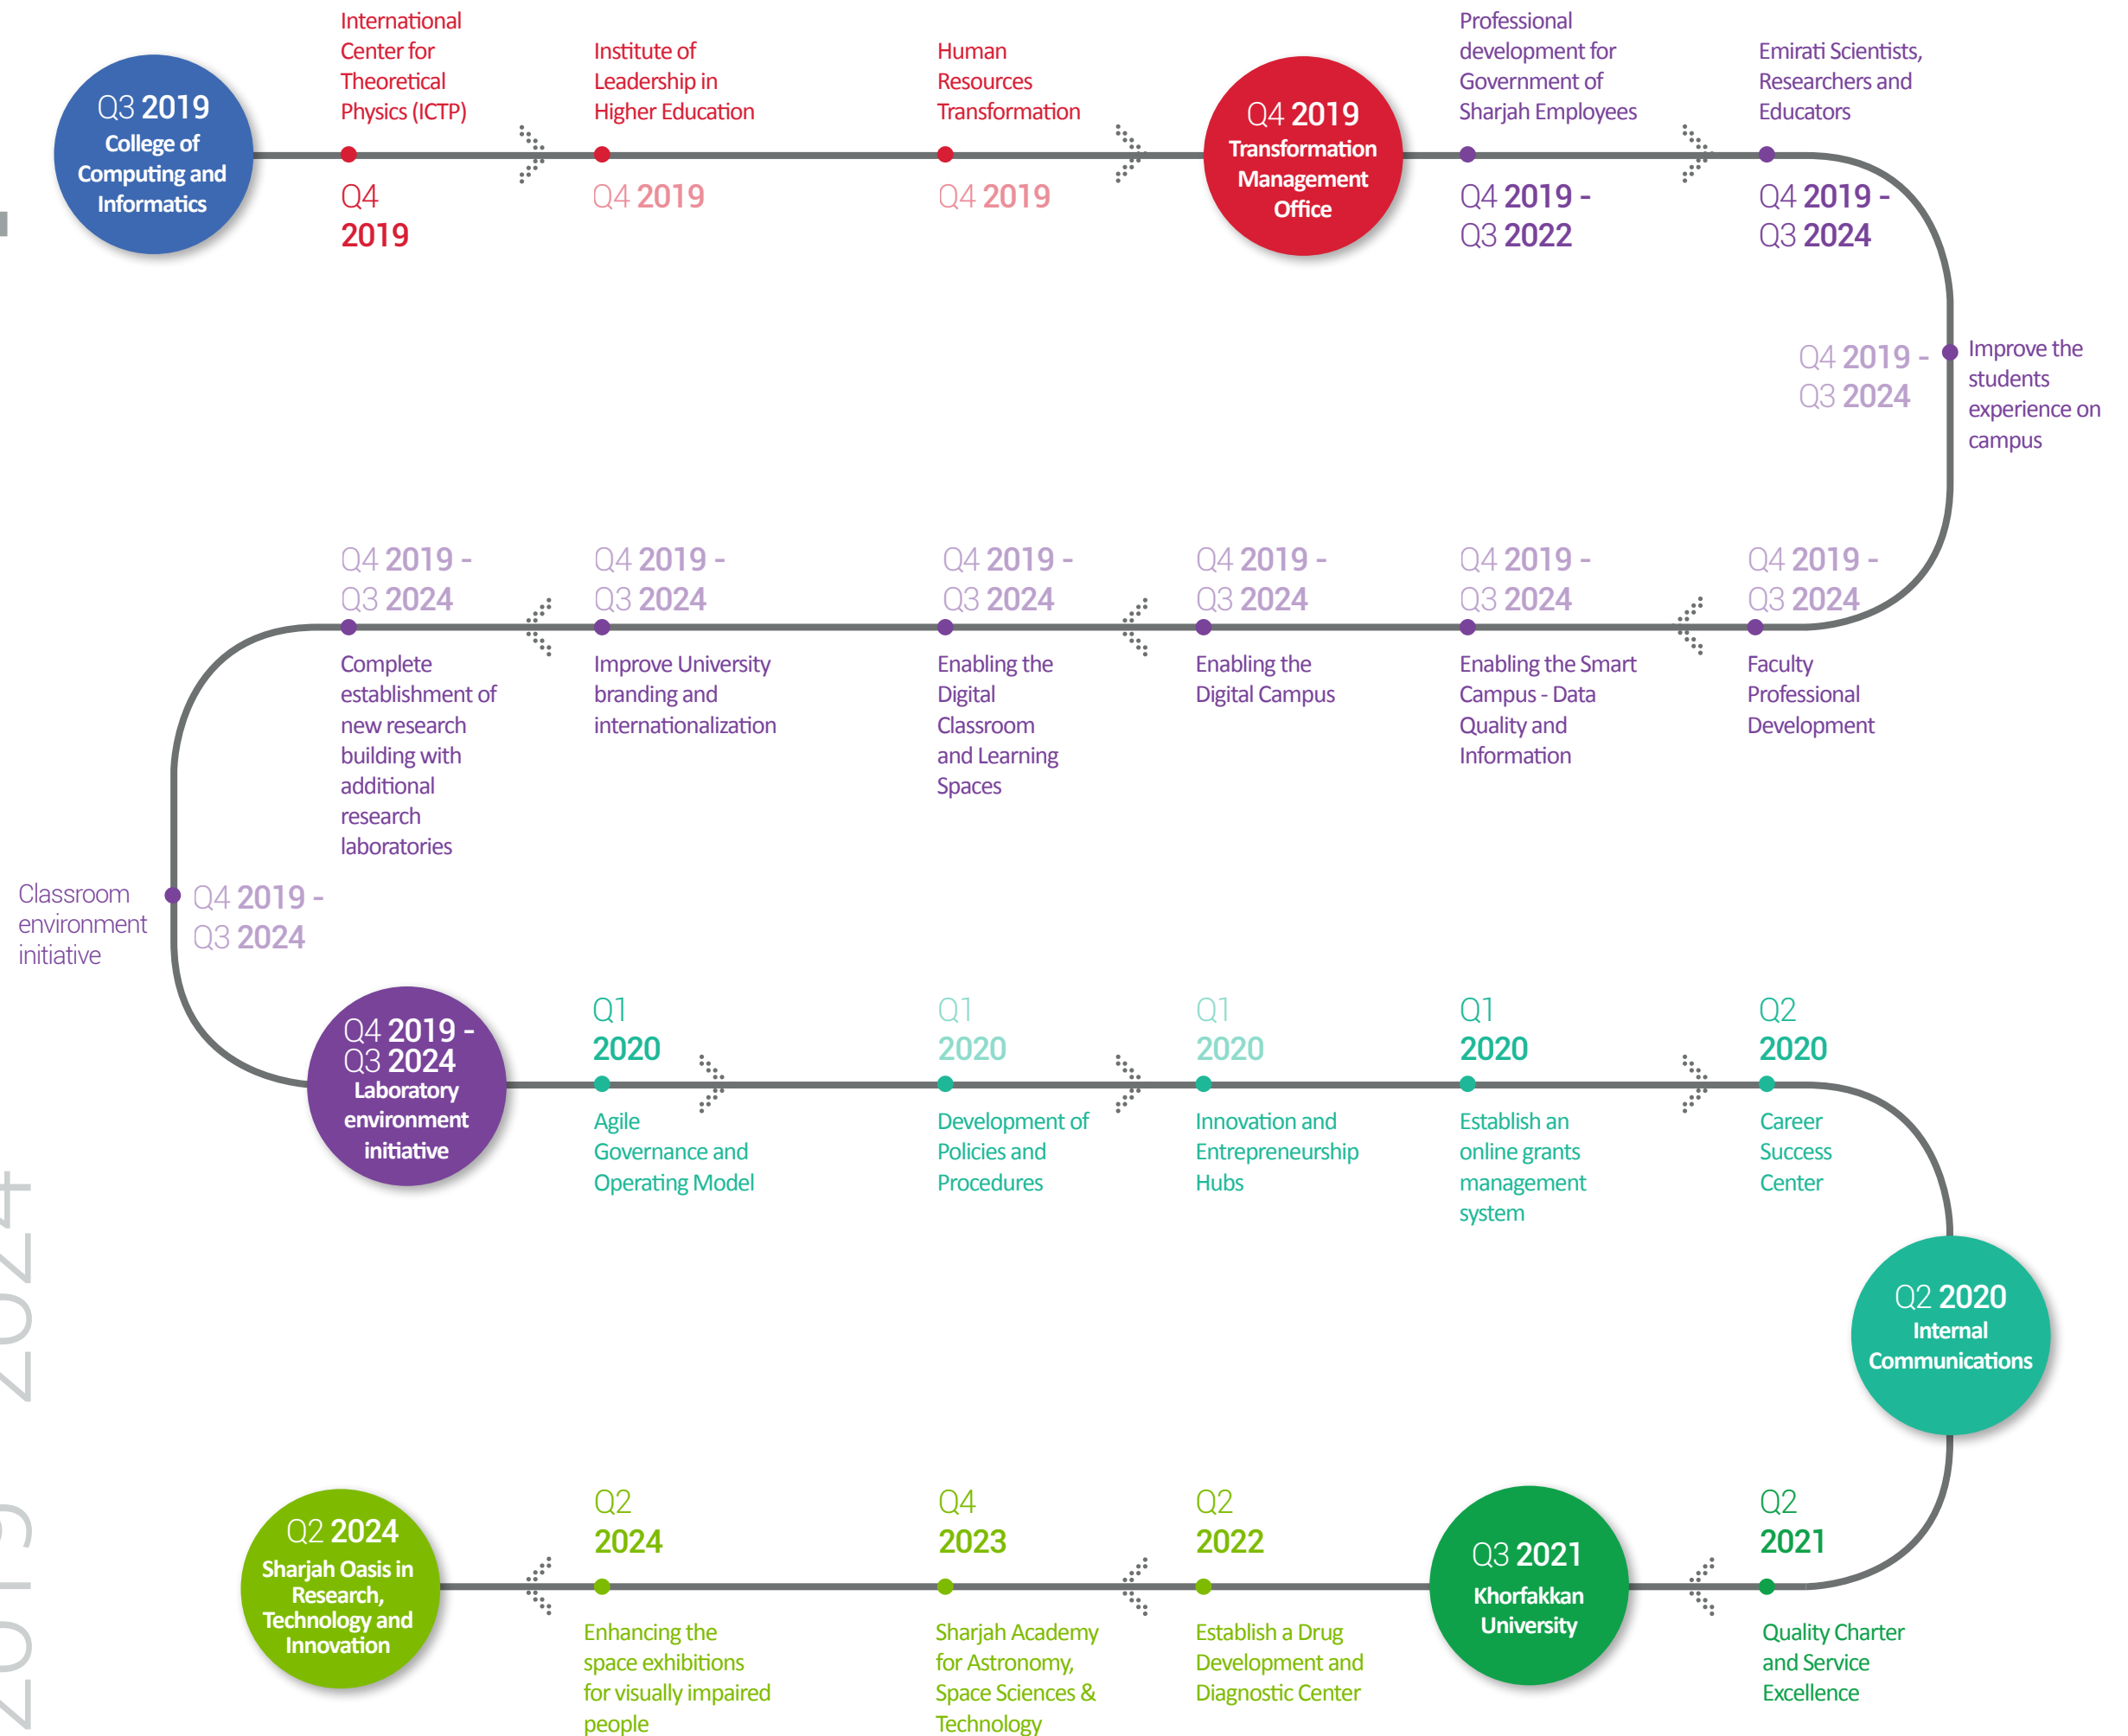 Q3 2019
College of
Computing and
Informatics
International
Center for
Theoretical
Physics (ICTP)
Q4
2019
Institute of
Leadership in
Higher Education
Q4 2019
Human
Resources
Transformation
Q4 2019
Q4 2019
Transformation
Management
Office
Professional
development for
Government of
Sharjah Employees
Q4 2019 -
Q3 2022
Emirati Scientists,
Researchers and
Educators
Q4 2019 -
Q3 2024
Q4 2019 -
Q3 2024
Improve the
students
experience on
campus
Q4 2019 -
Q3 2024
Faculty
Professional
Development
Q4 2019 -
Q3 2024
Enabling the Smart
Campus - Data
Quality and
Information
Q4 2019 -
Q3 2024
Enabling the
Digital Campus
Q4 2019 -
Q3 2024
Enabling the
Digital
Classroom
and Learning
Spaces
Q4 2019 -
Q3 2024
Improve University
branding and
internationalization
Q4 2019 -
Q3 2024
Complete
establishment of
new research
building with
additional
research
laboratories
Classroom
environment
initiative
Q4 2019 -
Q3 2024
Q4 2019 -
Q3 2024
Laboratory
environment
initiative
Q1
2020
Agile
Governance and
Operating Model
Q1
2020
Development of
Policies and
Procedures
Q1
2020
Innovation and
Entrepreneurship
Hubs
Q1
2020
Establish an
online grants
management
system
Q2
2020
Career
Success
Center
Q2 2020
Internal
Communications
Q2
2021
Quality Charter
and Service
Excellence
Q3 2021
Khorfakkan
University
Q2
2022
Establish a Drug
Development and
Diagnostic Center
Q4
2023
Sharjah Academy
for Astronomy,
Space Sciences &
Technology
Q2
2024
Enhancing the
space exhibitions
for visually impaired
people
Q2 2024
Sharjah Oasis in
Research,
Technology and
Innovation
2019 2024